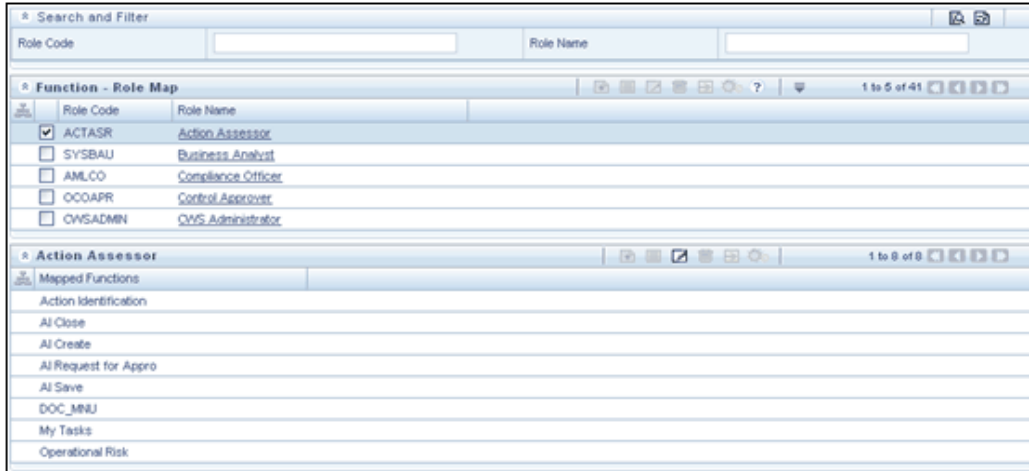 Search and Filter
Role Code Role Name
Function - Role Map ? 1 to 5 of 41
Role Code Role Name
ACTASR Action Assessor
SYSBAU Business Analyst
AMLCO Compliance Officer
OCOAPR Control Approver
CWSADMIN CWS Administrator
Action Assessor 1 to 8 of 8
Mapped Functions
Action Identification
AI Close
AI Create
AI Request for Appro
AI Save
DOC_MNU
My Tasks
Operational Risk